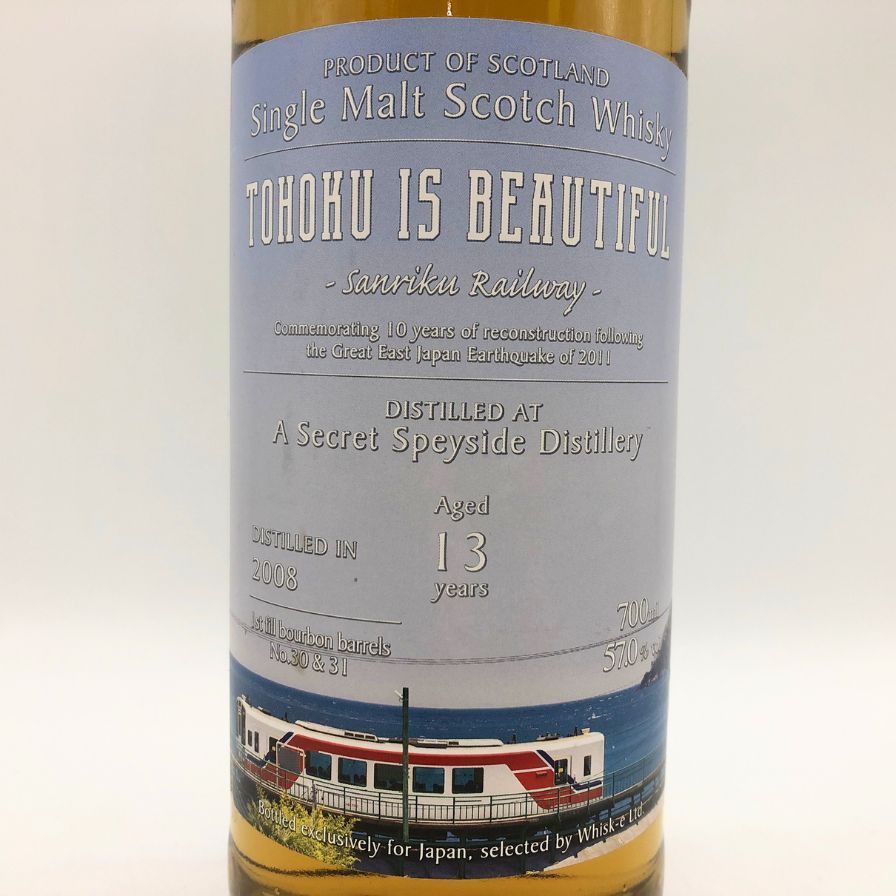 PRODUCT OF SCOTLAND
Single Malt Scotch Whisky
TOHOKU IS BEAUTIFUL
- Sanriku Railway -
Commemorating 10 years of reconstruction following
the Great East Japan Earthquake of 2011
DISTILLED AT
A Secret Speyside Distillery
Aged
13
years
DISTILLED IN
2008
1st fill bourbon barrels
No.30 & 31
700ml
57.0%
Bottled exclusively for Japan, selected by Whisk-e Ltd